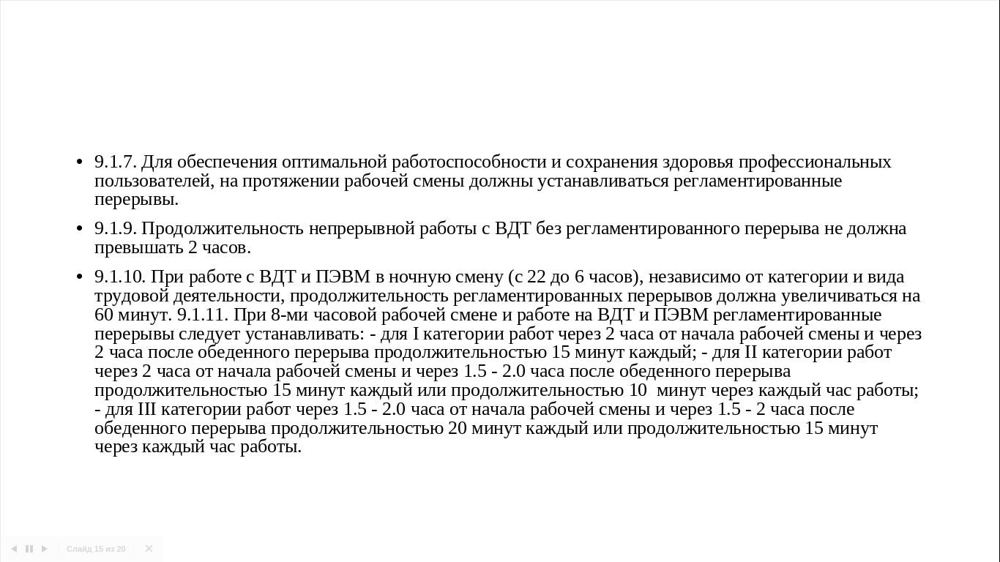 • 9.1.7. Для обеспечения оптимальной работоспособности и сохранения здоровья профессиональных
пользователей, на протяжении рабочей смены должны устанавливаться регламентированные
перерывы.
• 9.1.9. Продолжительность непрерывной работы с ВДТ без регламентированного перерыва не должна
превышать 2 часов.
• 9.1.10. При работе с ВДТ и ПЭВМ в ночную смену (с 22 до 6 часов), независимо от категории и вида
трудовой деятельности, продолжительность регламентированных перерывов должна увеличиваться на
60 минут. 9.1.11. При 8-ми часовой рабочей смене и работе на ВДТ и ПЭВМ регламентированные
перерывы следует устанавливать: - для I категории работ через 2 часа от начала рабочей смены и через
2 часа после обеденного перерыва продолжительностью 15 минут каждый; - для II категории работ
через 2 часа от начала рабочей смены и через 1.5 - 2.0 часа после обеденного перерыва
продолжительностью 15 минут каждый или продолжительностью 10  минут через каждый час работы;
- для III категории работ через 1.5 - 2.0 часа от начала рабочей смены и через 1.5 - 2 часа после
обеденного перерыва продолжительностью 20 минут каждый или продолжительностью 15 минут
через каждый час работы.
Слайд 15 из 20